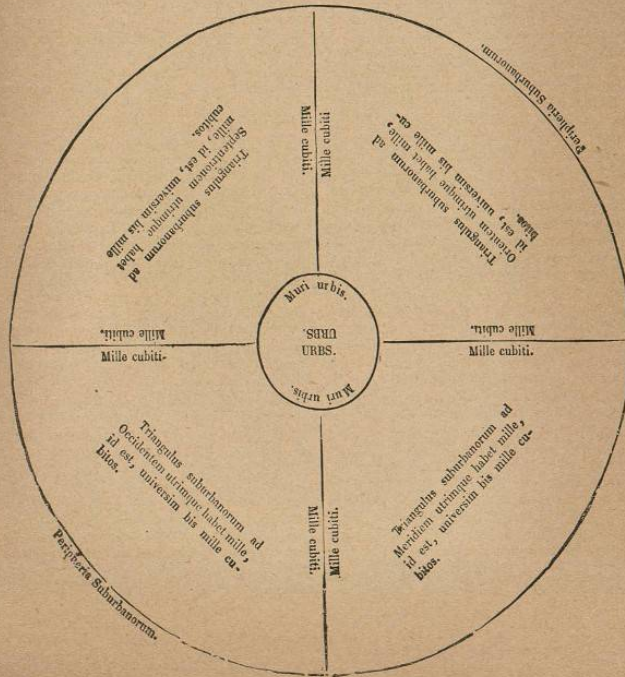 Peripheria Suburbanorum.
Triangulus suburbanorum ad
Septentrionem utrinque habet
mille, id est, universim bis mille
cubitos.
Mille cubiti.
Mille cubiti
Triangulus suburbanorum ad
Orientem utrimque habet mille,
id est, universim bis mille cu-
bitos.
Muri urbis.
Mille cubiti.
Mille cubiti.
URBS.
URBS.
Mille cubiti.
Mille cubiti.
Muri urbis.
Triangulus suburbanorum ad
Occidentem utrimque habet mille,
id est, universim bis mille cu-
bitos.
Mille cubiti.
Mille cubiti.
Triangulus suburbanorum ad
Meridiem utrimque habet mille,
id est, universim bis mille cu-
bitos.
Peripheria Suburbanorum.